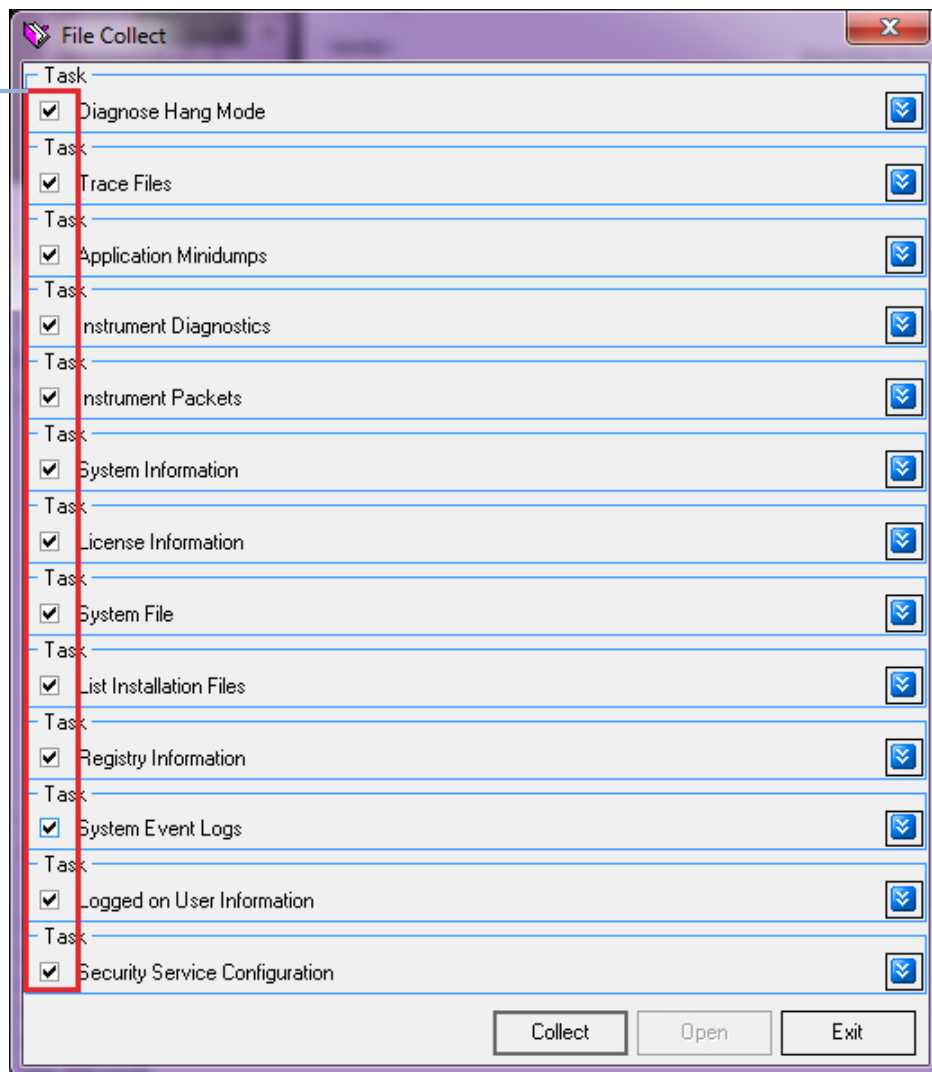 File Collect
Task
Diagnose Hang Mode
Task
Trace Files
Task
Application Minidumps
Task
Instrument Diagnostics
Task
Instrument Packets
Task
System Information
Task
License Information
Task
System File
Task
List Installation Files
Task
Registry Information
Task
System Event Logs
Task
Logged on User Information
Task
Security Service Configuration
Collect Open Exit